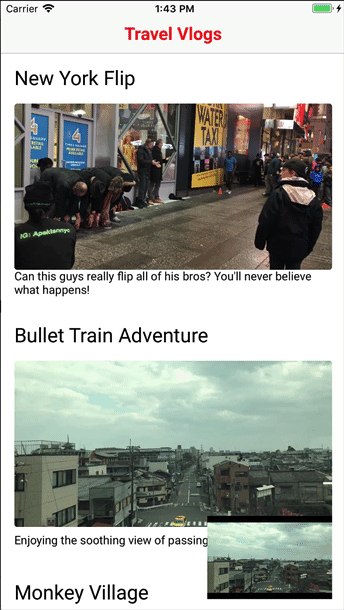 Carrier
1:43 PM
Travel Vlogs
New York Flip
WATER
TAXI
IG: Apektennyc
Can this guys really flip all of his bros? You'll never believe
what happens!
Bullet Train Adventure
Enjoying the soothing view of passing
Monkey Village